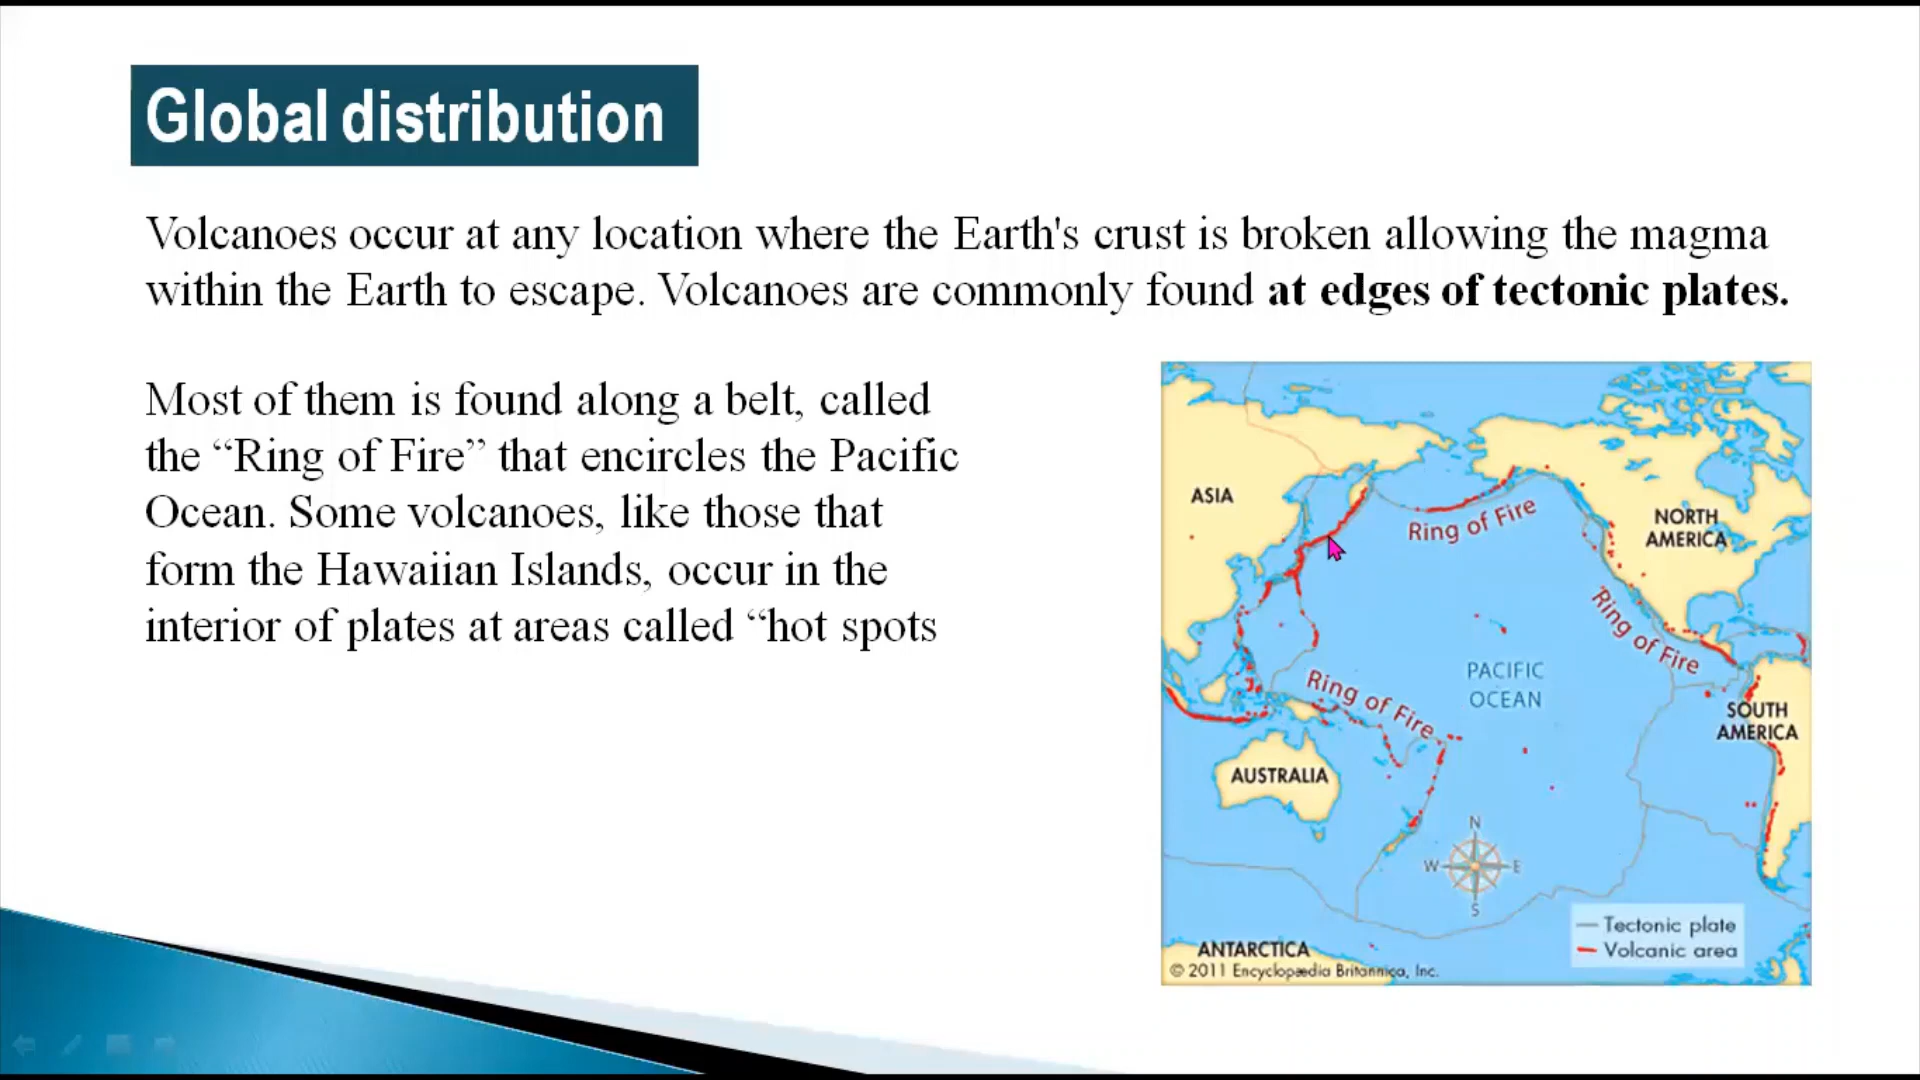 Global distribution
Volcanoes occur at any location where the Earth's crust is broken allowing the magma
within the Earth to escape. Volcanoes are commonly found at edges of tectonic plates.
Most of them is found along a belt, called
the “Ring of Fire” that encircles the Pacific
Ocean. Some volcanoes, like those that
form the Hawaiian Islands, occur in the
interior of plates at areas called “hot spots
ASIA
Ring of Fire
NORTH
AMERICA
Ring of Fire
Ring of Fire
PACIFIC
OCEAN
SOUTH
AMERICA
AUSTRALIA
N
W
E
S
Tectonic plate
Volcanic area
ANTARCTICA
© 2011 Encyclopædia Britannica, Inc.